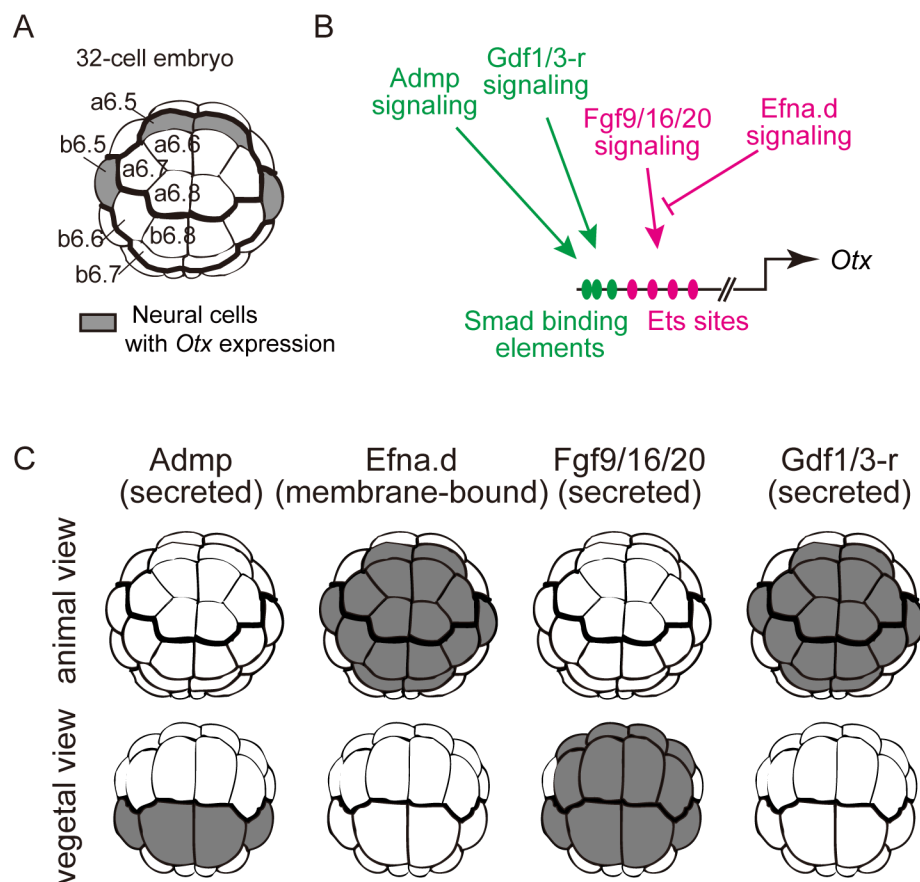 A
32-cell embryo
a6.5
b6.5
a6.6
a6.7
a6.8
b6.6
b6.8
b6.7
Neural cells
with Otx expression
B
Admp
signaling
Gdf1/3-r
signaling
Fgf9/16/20
signaling
Efna.d
signaling
Otx
Smad binding
elements
Ets sites
C
Admp
(secreted)
Efna.d
(membrane-bound)
Fgf9/16/20
(secreted)
Gdf1/3-r
(secreted)
animal view
vegetal view